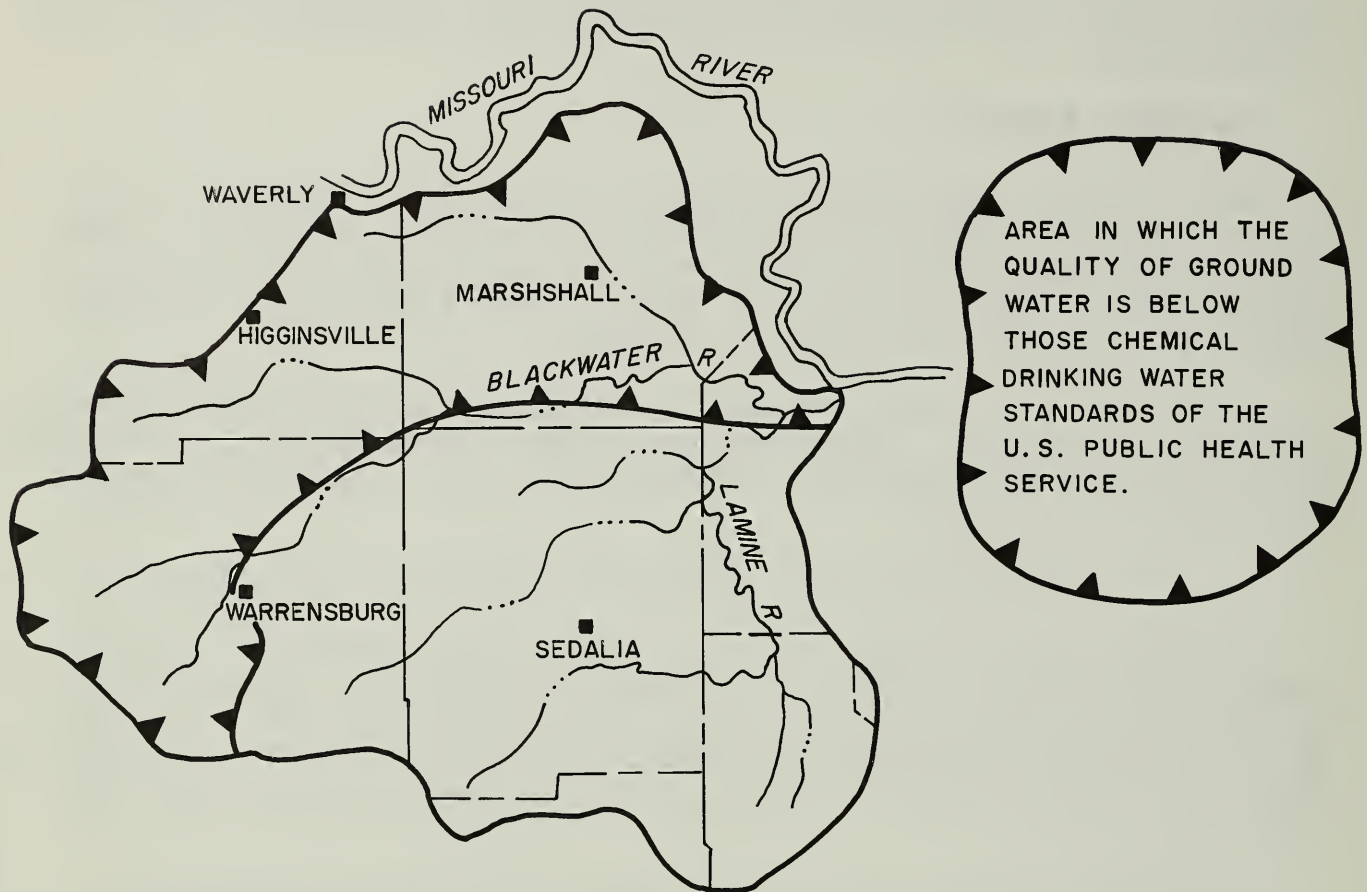 MISSOURI
RIVER
WAVERLY
MARSHSHALL
HIGGINSVILLE
BLACKWATER R
LAMINE R
WARRENSBURG
SEDALIA
AREA IN WHICH THE
QUALITY OF GROUND
WATER IS BELOW
THOSE CHEMICAL
DRINKING WATER
STANDARDS OF THE
U.S. PUBLIC HEALTH
SERVICE.